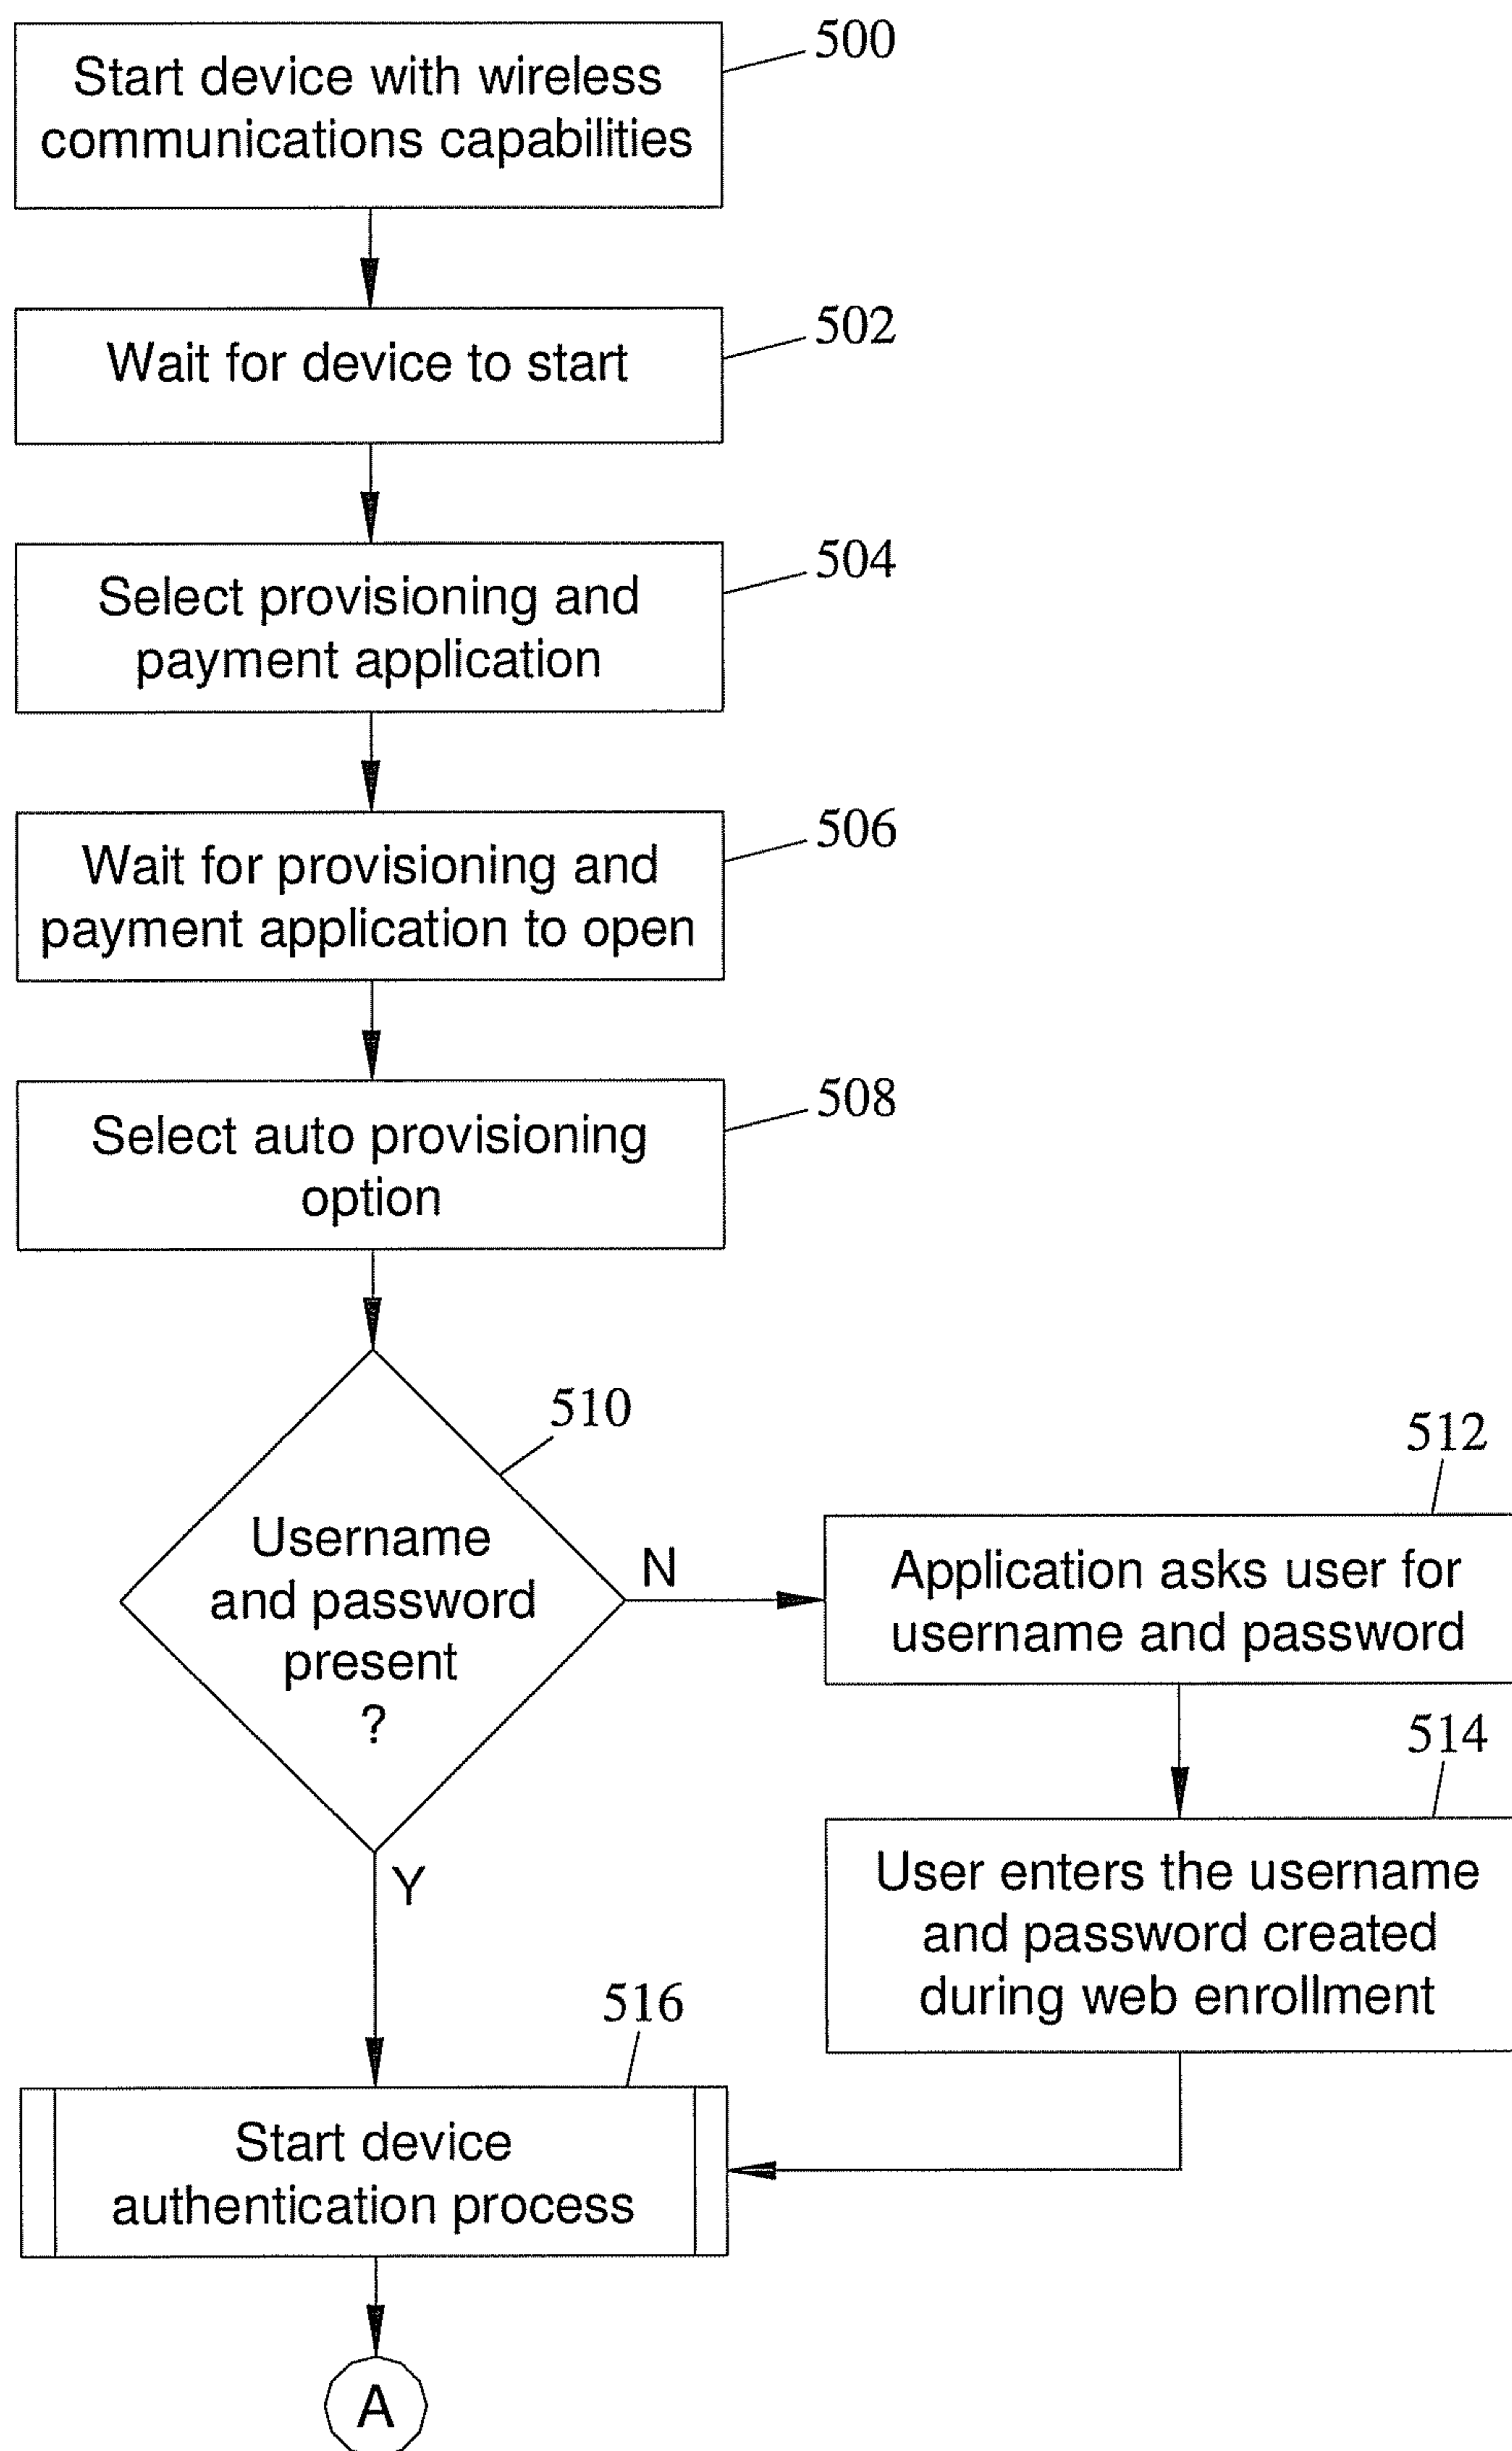 Start device with wireless
communications capabilities
500
Wait for device to start
502
Select provisioning and
payment application
504
Wait for provisioning and
payment application to open
506
Select auto provisioning
option
508
510
Username
and password
present
?
N
Y
512
Application asks user for
username and password
514
User enters the username
and password created
during web enrollment
516
Start device
authentication process
A